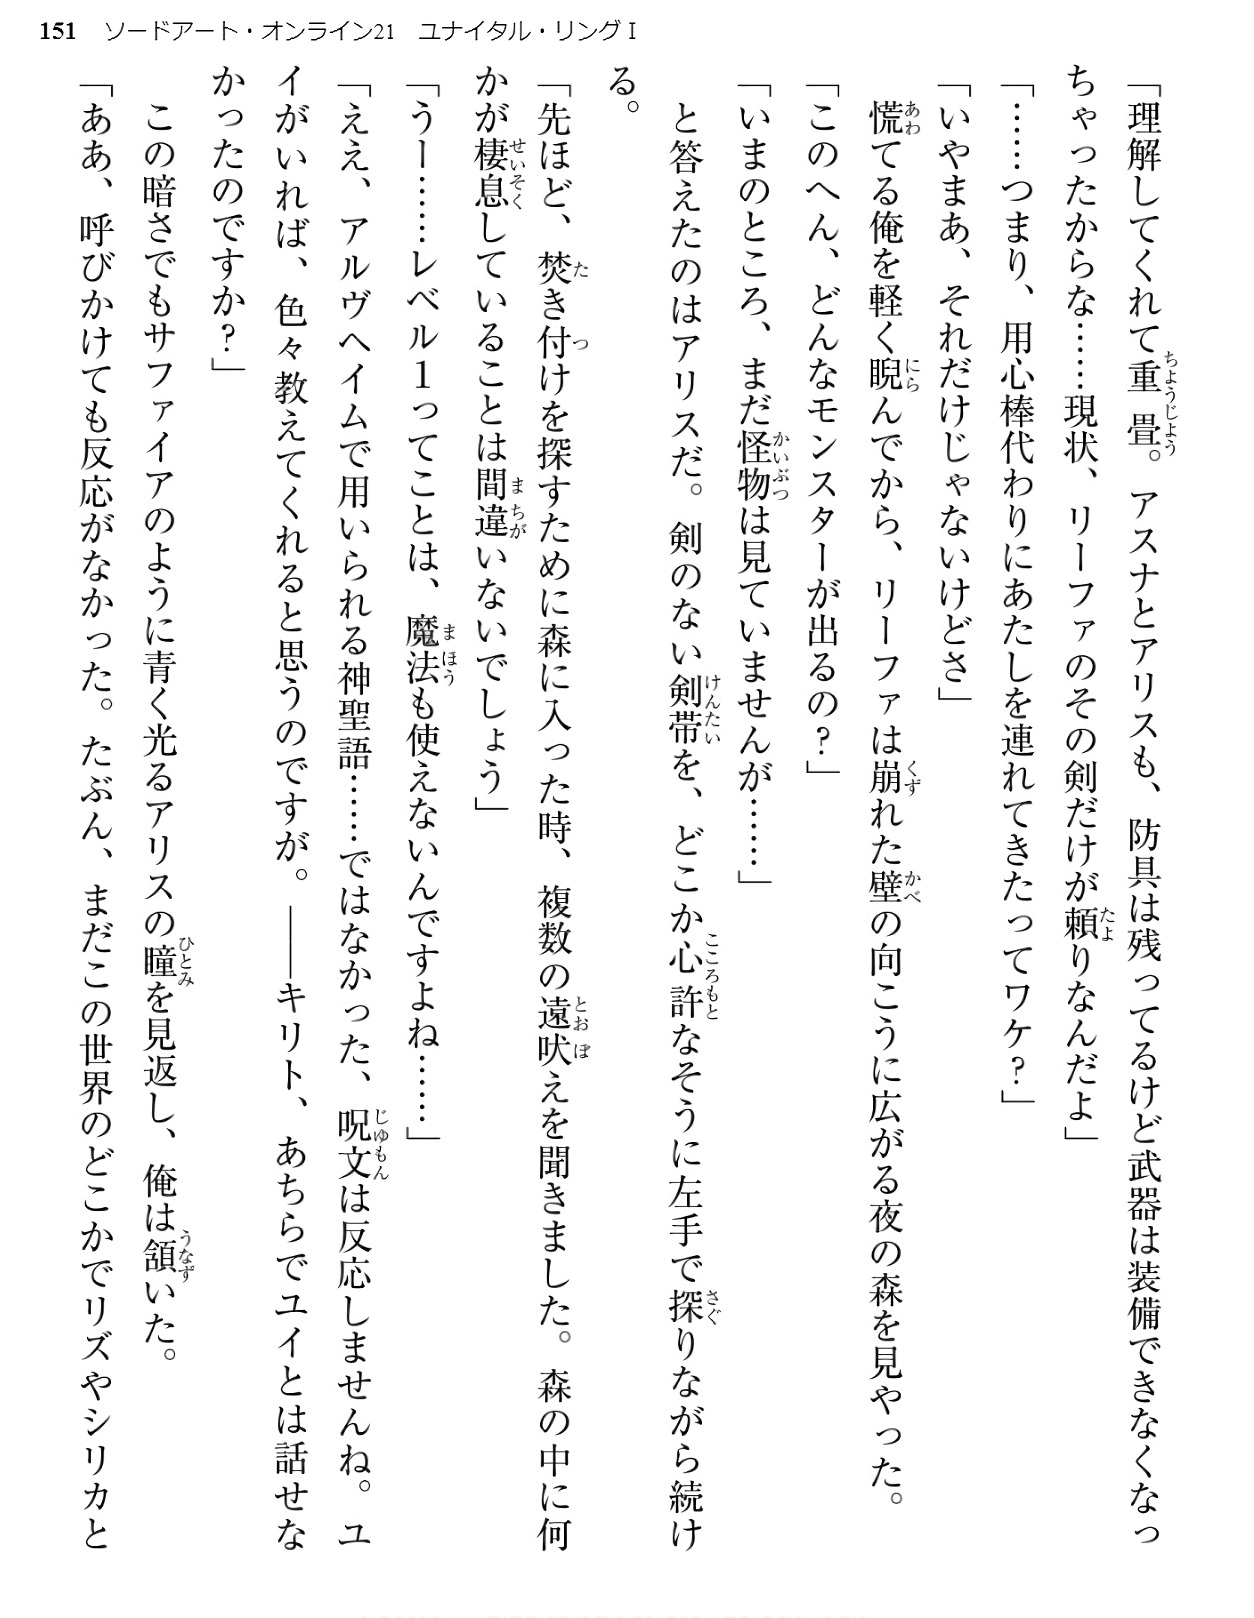 151 ソードアート・オンライン21 ユナイタル・リングⅠ
「理解してくれて重畳。アスナとアリスも、防具は残ってるけど武器は装備できなくなっ
ちゃったからな……現状、リーファのその剣だけが頼りなんだよ」
「……つまり、用心棒代わりにあたしを連れてきたってワケ？」
「いやまあ、それだけじゃないけどさ」
慌てる俺を軽く睨んでから、リーファは崩れた壁の向こうに広がる夜の森を見やった。
「このへん、どんなモンスターが出るの？」
「いまのところ、まだ怪物は見ていませんが……」
と答えたのはアリスだ。剣のない剣帯を、どこか心許なそうに左手で探りながら続け
る。
「先ほど、焚き付けを探すために森に入った時、複数の遠吠えを聞きました。森の中に何
かが棲息していることは間違いないでしょう」
「うー……レベル1ってことは、魔法も使えないんですよね……」
「ええ、アルヴヘイムで用いられる神聖語……ではなかった、呪文は反応しませんね。ユ
イがいれば、色々教えてくれると思うのですが。――キリト、あちらでユイとは話せな
かったのですか？」
この暗さでもサファイアのように青く光るアリスの瞳を見返し、俺は頷いた。
「ああ、呼びかけても反応がなかった。たぶん、まだこの世界のどこかでリズやシリカと